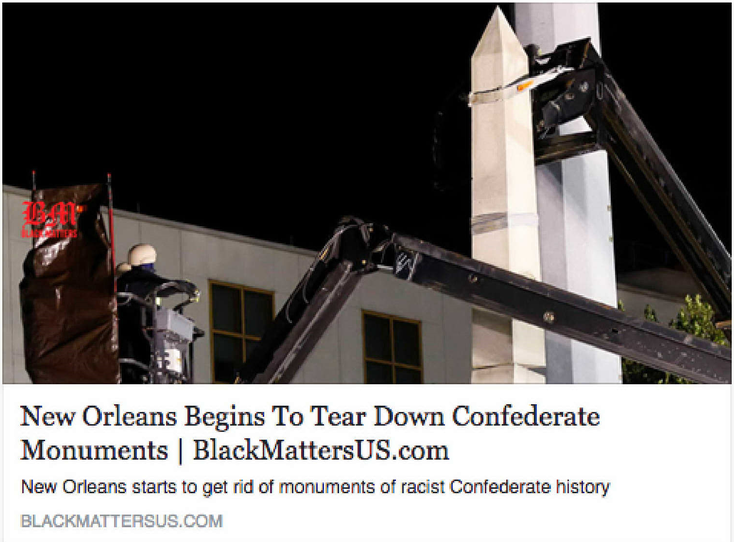 BM
BLACK MATTERS
New Orleans Begins To Tear Down Confederate
Monuments | BlackMattersUS.com
New Orleans starts to get rid of monuments of racist Confederate history
BLACKMATTERSUS.COM